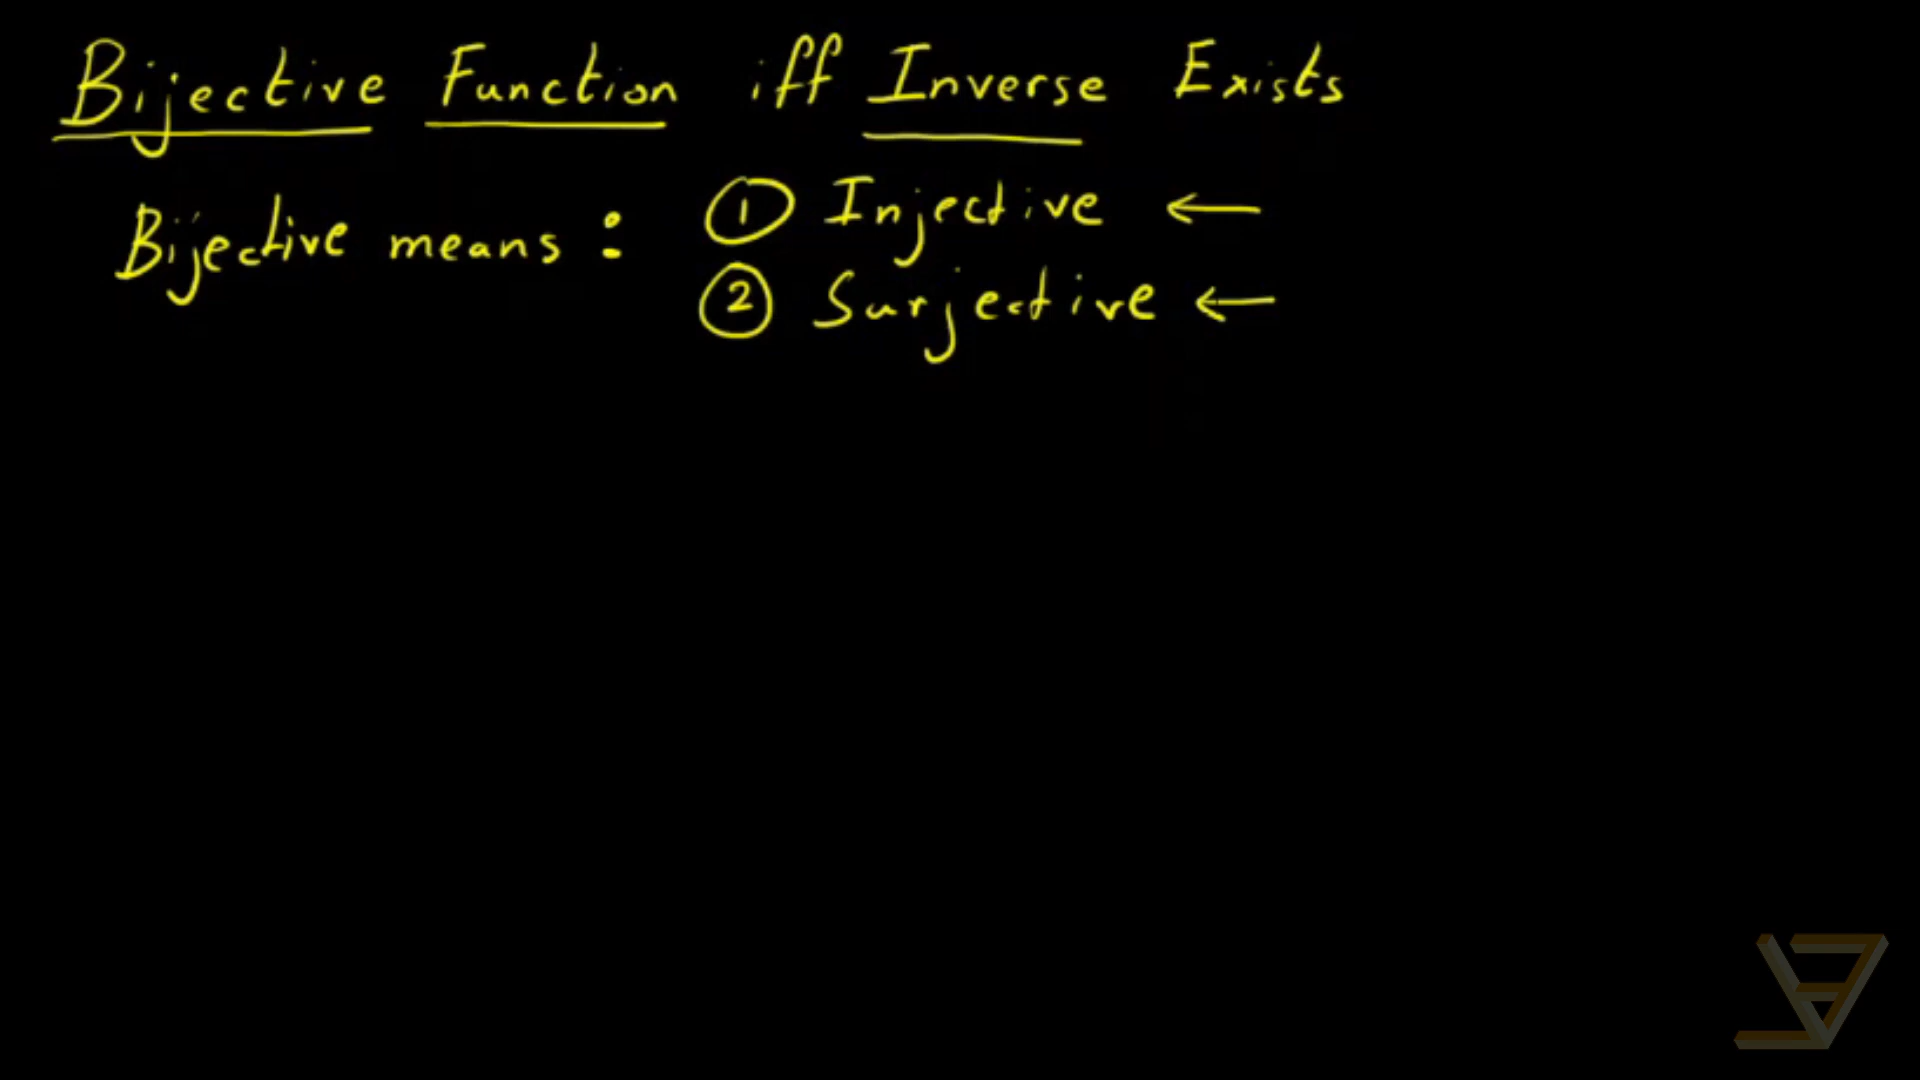 Bijective Function iff Inverse Exists
Bijective means : ① Injective ←
② Surjective ←